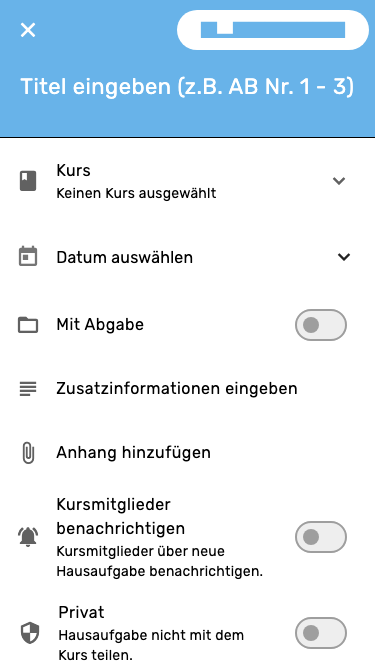 Titel eingeben (z.B. AB Nr. 1 - 3)
Kurs
Keinen Kurs ausgewählt
Datum auswählen
Mit Abgabe
Zusatzinformationen eingeben
Anhang hinzufügen
Kursmitglieder
benachrichtigen
Kursmitglieder über neue
Hausaufgabe benachrichtigen.
Privat
Hausaufgabe nicht mit dem
Kurs teilen.